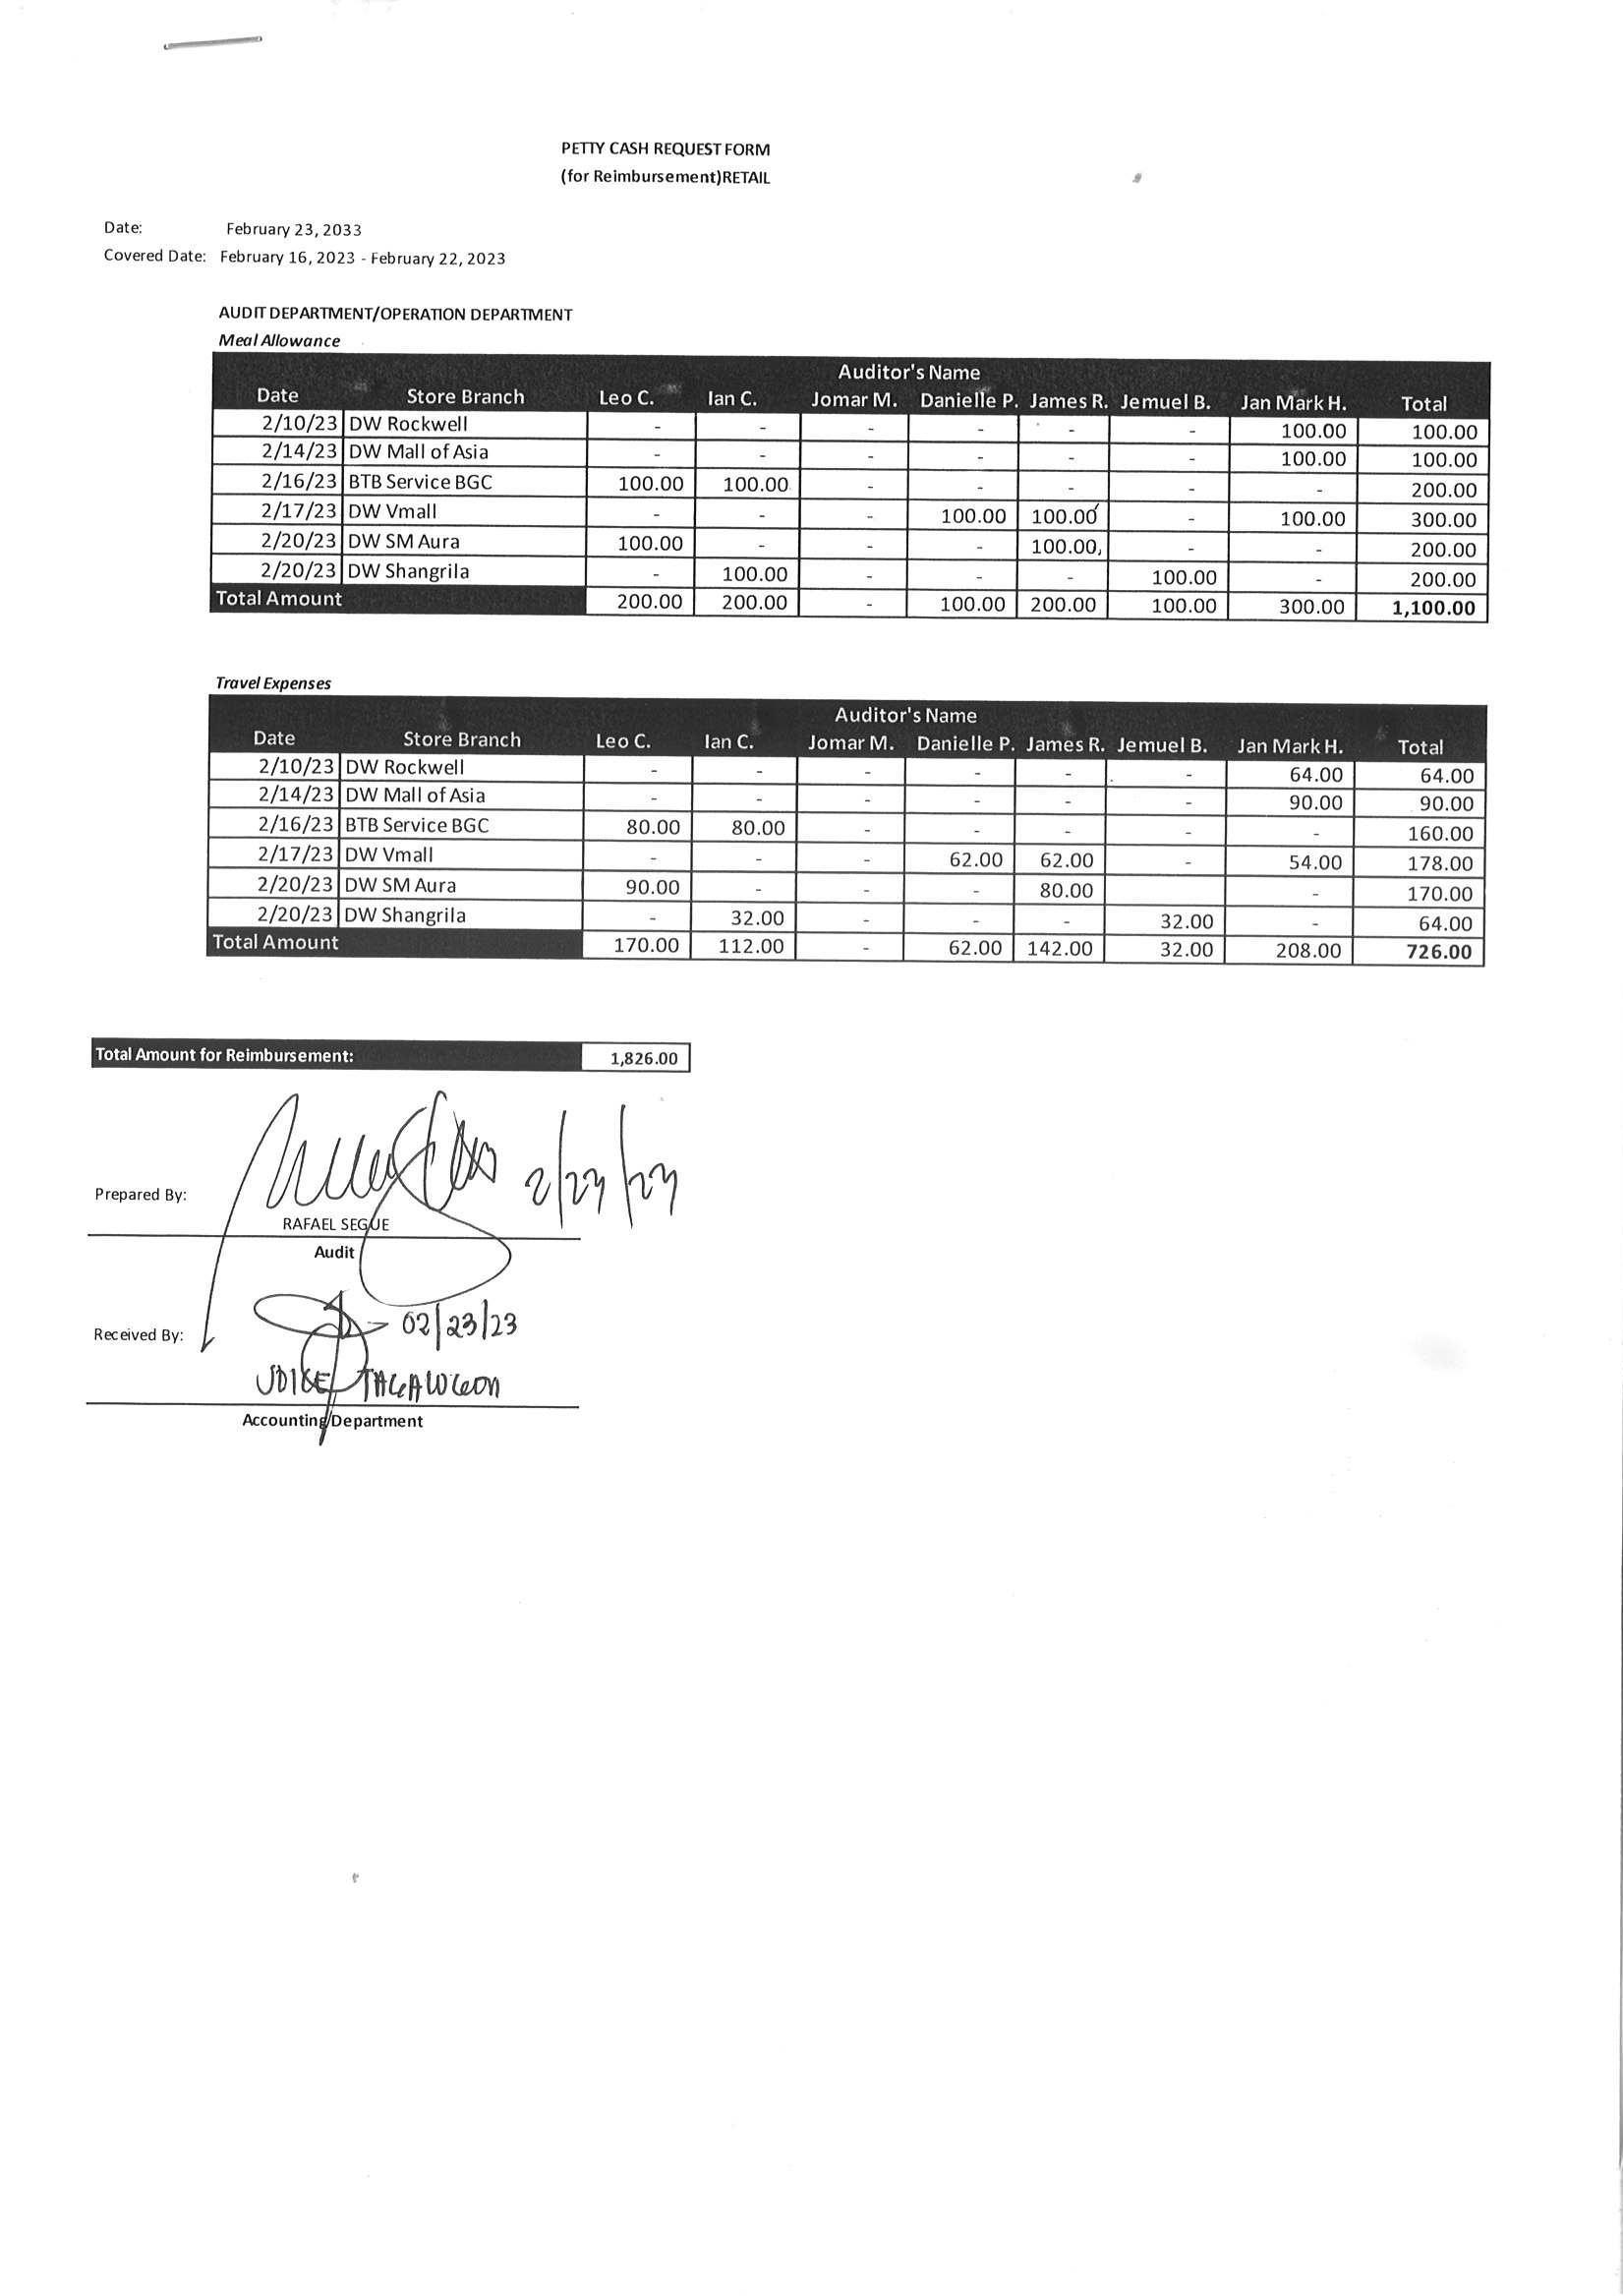 PETTY CASH REQUEST FORM
(for Reimbursement)RETAIL
Date: February 23, 2033
Covered Date: February 16, 2023 - February 22, 2023
AUDIT DEPARTMENT/OPERATION DEPARTMENT
Meal Allowance
Auditor's Name
Date Store Branch Leo C. Ian C. Jomar M. Danielle P. James R. Jemuel B. Jan Mark H. Total
2/10/23 DW Rockwell - - - - - - 100.00 100.00
2/14/23 DW Mall of Asia - - - - - - 100.00 100.00
2/16/23 BTB Service BGC 100.00 100.00 - - - - - 200.00
2/17/23 DW Vmall - - - 100.00 100.00 - 100.00 300.00
2/20/23 DW SM Aura 100.00 - - - 100.00 - - 200.00
2/20/23 DW Shangrila - 100.00 - - - 100.00 - 200.00
Total Amount 200.00 200.00 - 100.00 200.00 100.00 300.00 1,100.00
Travel Expenses
Auditor's Name
Date Store Branch Leo C. Ian C. Jomar M. Danielle P. James R. Jemuel B. Jan Mark H. Total
2/10/23 DW Rockwell - - - - - - 64.00 64.00
2/14/23 DW Mall of Asia - - - - - - 90.00 90.00
2/16/23 BTB Service BGC 80.00 80.00 - - - - - 160.00
2/17/23 DW Vmall - - - 62.00 62.00 - 54.00 178.00
2/20/23 DW SM Aura 90.00 - - - 80.00 - 170.00
2/20/23 DW Shangrila - 32.00 - - - 32.00 - 64.00
Total Amount 170.00 112.00 - 62.00 142.00 32.00 208.00 726.00
Total Amount for Reimbursement: 1,826.00
2/23/23
Prepared By:
RAFAEL SEGUE
Audit
02/23/23
Received By:
Accounting Department